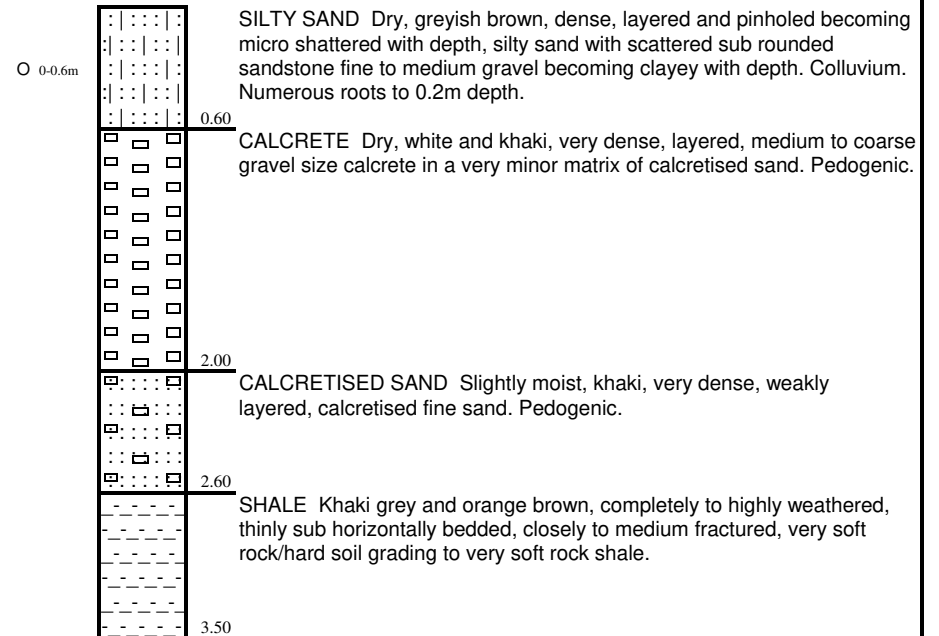 SILTY SAND Dry, greyish brown, dense, layered and pinholed becoming
micro shattered with depth, silty sand with scattered sub rounded
O 0-0.6m
sandstone fine to medium gravel becoming clayey with depth. Colluvium.
Numerous roots to 0.2m depth.
0.60
CALCRETE Dry, white and khaki, very dense, layered, medium to coarse
gravel size calcrete in a very minor matrix of calcretised sand. Pedogenic.
2.00
CALCRETISED SAND Slightly moist, khaki, very dense, weakly
layered, calcretised fine sand. Pedogenic.
2.60
SHALE Khaki grey and orange brown, completely to highly weathered,
thinly sub horizontally bedded, closely to medium fractured, very soft
rock/hard soil grading to very soft rock shale.
3.50